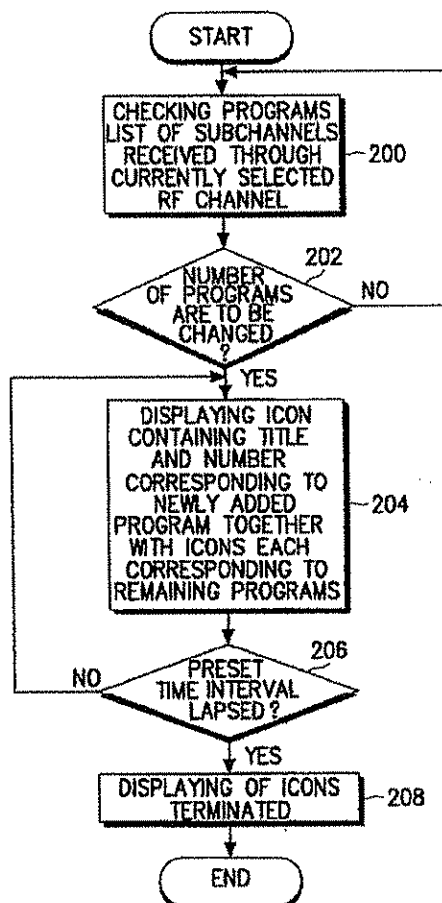 START
CHECKING PROGRAMS
LIST OF SUBCHANNELS
RECEIVED THROUGH
CURRENTLY SELECTED
RF CHANNEL
200
202
NUMBER
OF PROGRAMS
ARE TO BE
CHANGED
?
NO
YES
DISPLAYING ICON
CONTAINING TITLE
AND NUMBER
CORRESPONDING TO
NEWLY ADDED
PROGRAM TOGETHER
WITH ICONS EACH
CORRESPONDING TO
REMAINING PROGRAMS
204
206
PRESET
TIME INTERVAL
LAPSED?
NO
YES
DISPLAYING OF ICONS
TERMINATED
208
END